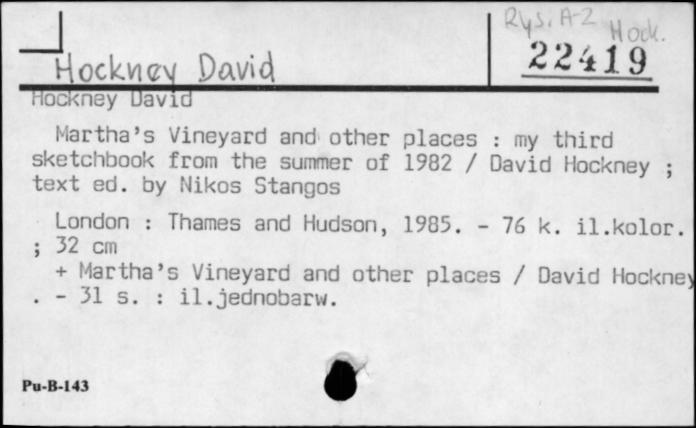 Rys. A-Z Hock.
22419
Hockney David
Hockney David
Martha's Vineyard and other places : my third
sketchbook from the summer of 1982 / David Hockney ;
text ed. by Nikos Stangos
London : Thames and Hudson, 1985. - 76 k. il.kolor.
; 32 cm
+ Martha's Vineyard and other places / David Hockney
. - 31 s. : il.jednobarw.
Pu-B-143